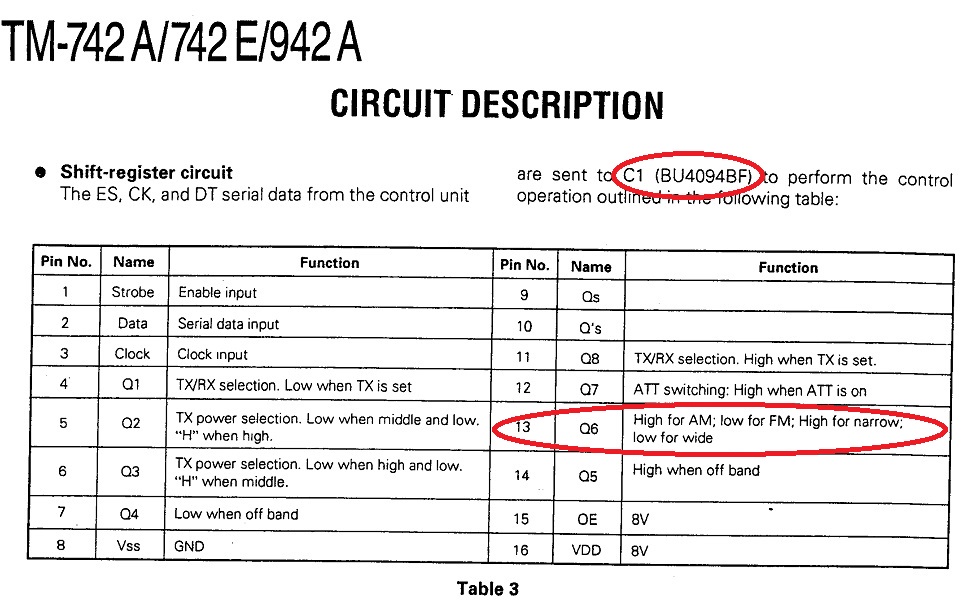 TM-742 A/742 E/942 A
CIRCUIT DESCRIPTION
● Shift-register circuit
The ES, CK, and DT serial data from the control unit
are sent to C1 (BU4094BF) to perform the control
operation outlined in the following table:
Pin No. Name Function Pin No. Name Function
1 Strobe Enable input 9 Qs
2 Data Serial data input 10 Q's
3 Clock Clock input 11 Q8 TX/RX selection. High when TX is set.
4 Q1 TX/RX selection. Low when TX is set 12 Q7 ATT switching: High when ATT is on
5 Q2 TX power selection. Low when middle and low. 13 Q6 High for AM; low for FM; High for narrow;
"H" when high. low for wide
6 Q3 TX power selection. Low when high and low. 14 Q5 High when off band
"H" when middle.
7 Q4 Low when off band 15 OE 8V
8 Vss GND 16 VDD 8V
Table 3